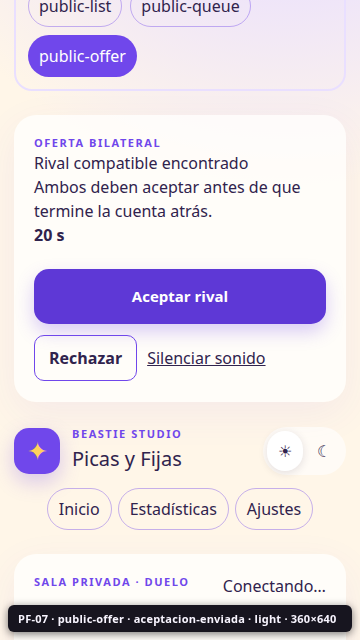 public-list public-queue
public-offer
OFERTA BILATERAL
Rival compatible encontrado
Ambos deben aceptar antes de que
termine la cuenta atrás.
20 s
Aceptar rival
Rechazar Silenciar sonido
BEASTIE STUDIO
Picas y Fijas
Inicio Estadísticas Ajustes
SALA PRIVADA · DUELO Conectando…
PF-07 · public-offer · aceptacion-enviada · light · 360×640